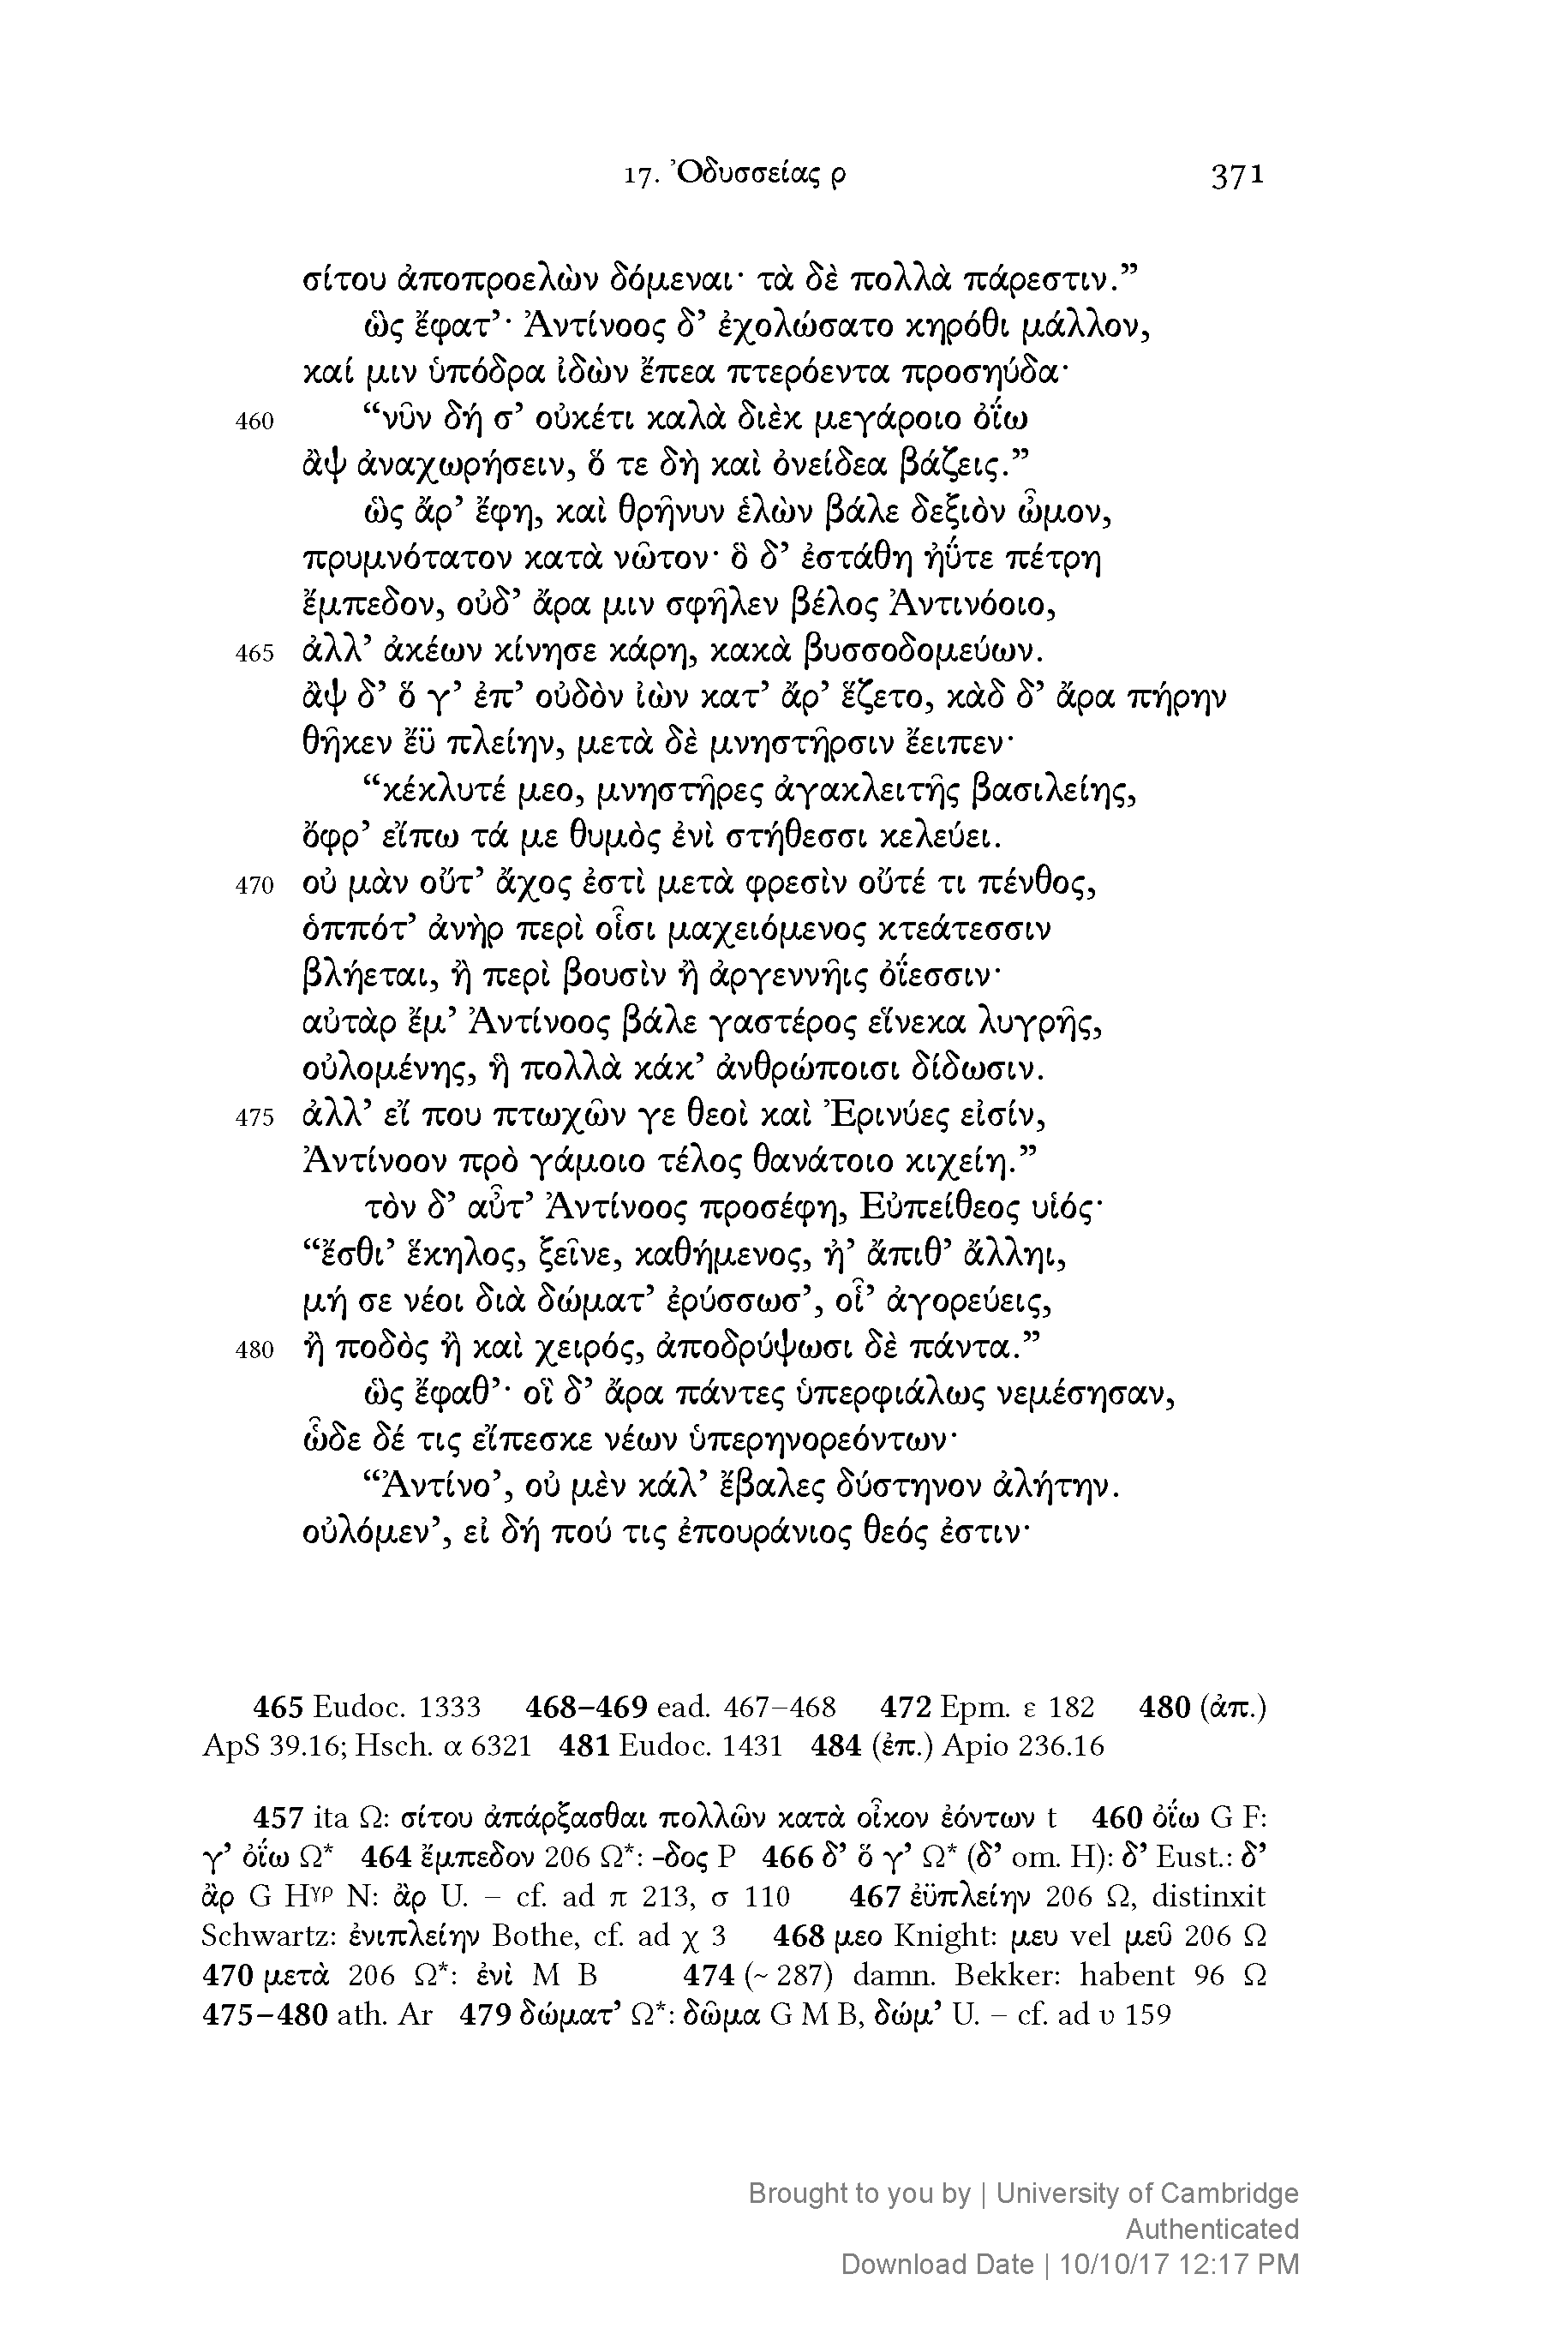 17. Ὀδυσσείας ρ 371
σίτου ἀποπροελὼν δόμεναι· τὰ δὲ πολλὰ πάρεστιν.”
ὣς ἔφατ’· Ἀντίνοος δ’ ἐχολώσατο κηρόθι μάλλον,
καί μιν ὑπόδρα ἰδὼν ἔπεα πτερόεντα προσηύδα·
460 “νῦν δή σ’ οὐκέτι καλὰ διὲκ μεγάροιο ὀΐω
ἂψ ἀναχωρήσειν, ὅ τε δὴ καὶ ὀνείδεα βάζεις.”
ὣς ἄρ’ ἔφη, καὶ θρῆνυν ἑλὼν βάλε δεξιὸν ὦμον,
πρυμνότατον κατὰ νῶτον· ὃ δ’ ἐστάθη ἠΰτε πέτρη
ἔμπεδον, οὐδ’ ἄρα μιν σφῆλεν βέλος Ἀντινόοιο,
465 ἀλλ’ ἀκέων κίνησε κάρη, κακὰ βυσσοδομεύων.
ἂψ δ’ ὅ γ’ ἐπ’ οὐδὸν ἰὼν κατ’ ἄρ’ ἕζετο, κὰδ δ’ ἄρα πήρην
θῆκεν ἔϋ πλείην, μετὰ δὲ μνηστῆρσιν ἔειπεν·
“κέκλυτέ μεο, μνηστῆρες ἀγακλειτῆς βασιλείης,
ὄφρ’ εἴπω τά με θυμὸς ἐνὶ στήθεσσι κελεύει.
470 οὐ μὰν οὔτ’ ἄχος ἐστὶ μετὰ φρεσὶν οὔτέ τι πένθος,
ὁππότ’ ἀνὴρ περὶ οἷσι μαχειόμενος κτεάτεσσιν
βλήεται, ἢ περὶ βουσὶν ἢ ἀργεννῆις ὀΐεσσιν·
αὐτὰρ ἔμ’ Ἀντίνοος βάλε γαστέρος εἵνεκα λυγρῆς,
οὐλομένης, ἣ πολλὰ κάκ’ ἀνθρώποισι δίδωσιν.
475 ἀλλ’ εἴ που πτωχῶν γε θεοὶ καὶ Ἐρινύες εἰσίν,
Ἀντίνοον πρὸ γάμοιο τέλος θανάτοιο κιχείη.”
τὸν δ’ αὖτ’ Ἀντίνοος προσέφη, Εὐπείθεος υἱός·
“ἔσθι’ ἕκηλος, ξεῖνε, καθήμενος, ἠ’ ἄπιθ’ ἄλληι,
μή σε νέοι διὰ δώματ’ ἐρύσσωσ’, οἷ’ ἀγορεύεις,
480 ἢ ποδὸς ἢ καὶ χειρός, ἀποδρύψωσι δὲ πάντα.”
ὣς ἔφαθ’· οἳ δ’ ἄρα πάντες ὑπερφιάλως νεμέσησαν,
ὧδε δέ τις εἴπεσκε νέων ὑπερηνορεόντων·
“Ἀντίνο’, οὐ μὲν κάλ’ ἔβαλες δύστηνον ἀλήτην.
οὐλόμεν’, εἰ δή πού τις ἐπουράνιος θεός ἐστιν·
465 Eudoc. 1333 468–469 ead. 467–468 472 Epm. ε 182 480 (ἀπ.)
ApS 39.16; Hsch. α 6321 481 Eudoc. 1431 484 (ἐπ.) Apio 236.16
457 ita Ω: σίτου ἀπάρξασθαι πολλῶν κατὰ οἶκον ἐόντων t 460 ὀΐω G F:
γ’ ὀΐω Ω* 464 ἔμπεδον 206 Ω*: -δος P 466 δ’ ὅ γ’ Ω* (δ’ om. H): δ’ Eust.: δ’
ἂρ G Hγρ N: ἂρ U. – cf. ad π 213, σ 110 467 ἐϋπλείην 206 Ω, distinxit
Schwartz: ἐνιπλείην Bothe, cf. ad χ 3 468 μεο Knight: μευ vel μεῦ 206 Ω
470 μετὰ 206 Ω*: ἐνὶ M B 474 (~ 287) damn. Bekker: habent 96 Ω
475–480 ath. Ar 479 δώματ’ Ω*: δῶμα G M B, δώμ’ U. – cf. ad υ 159
Brought to you by | University of Cambridge
Authenticated
Download Date | 10/10/17 12:17 PM